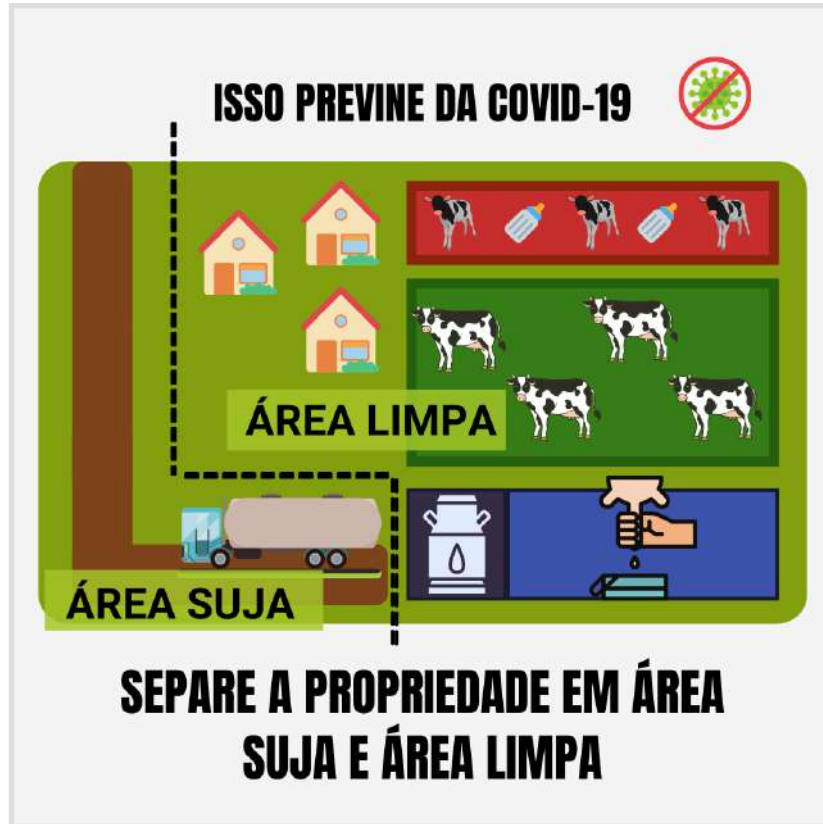 ISSO PREVINE DA COVID-19
ÁREA LIMPA
ÁREA SUJA
SEPARE A PROPRIEDADE EM ÁREA
SUJA E ÁREA LIMPA